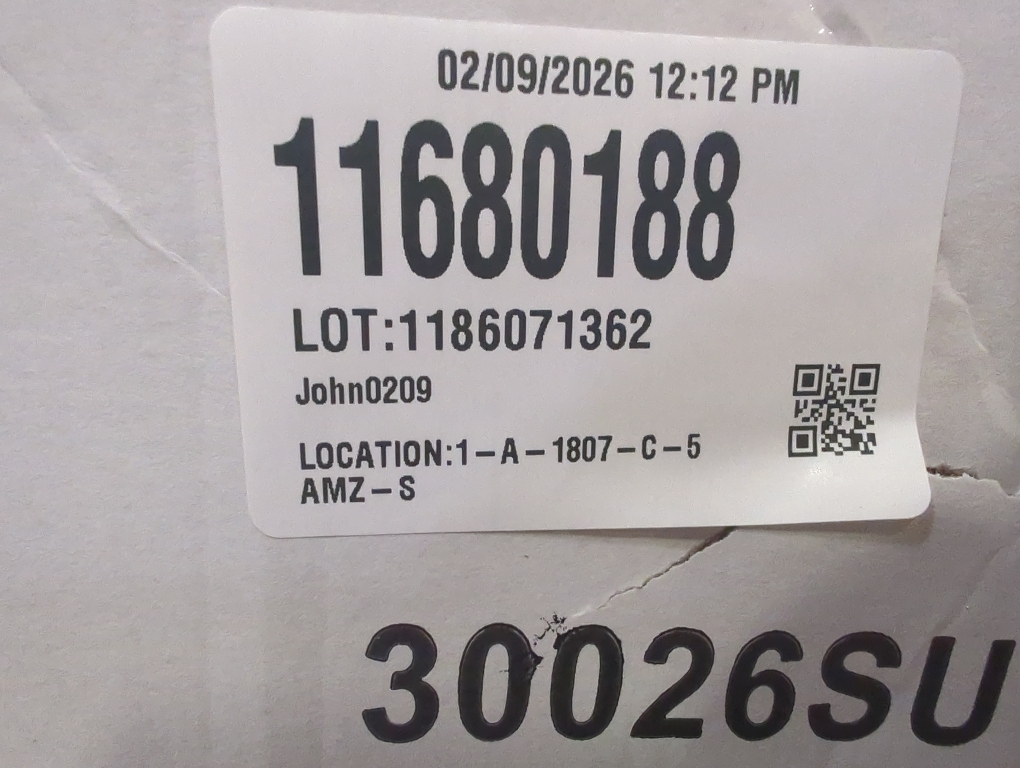 02/09/2026 12:12 PM
11680188
LOT:1186071362
John0209
LOCATION:1-A-1807-C-5
AMZ-S
30026SU